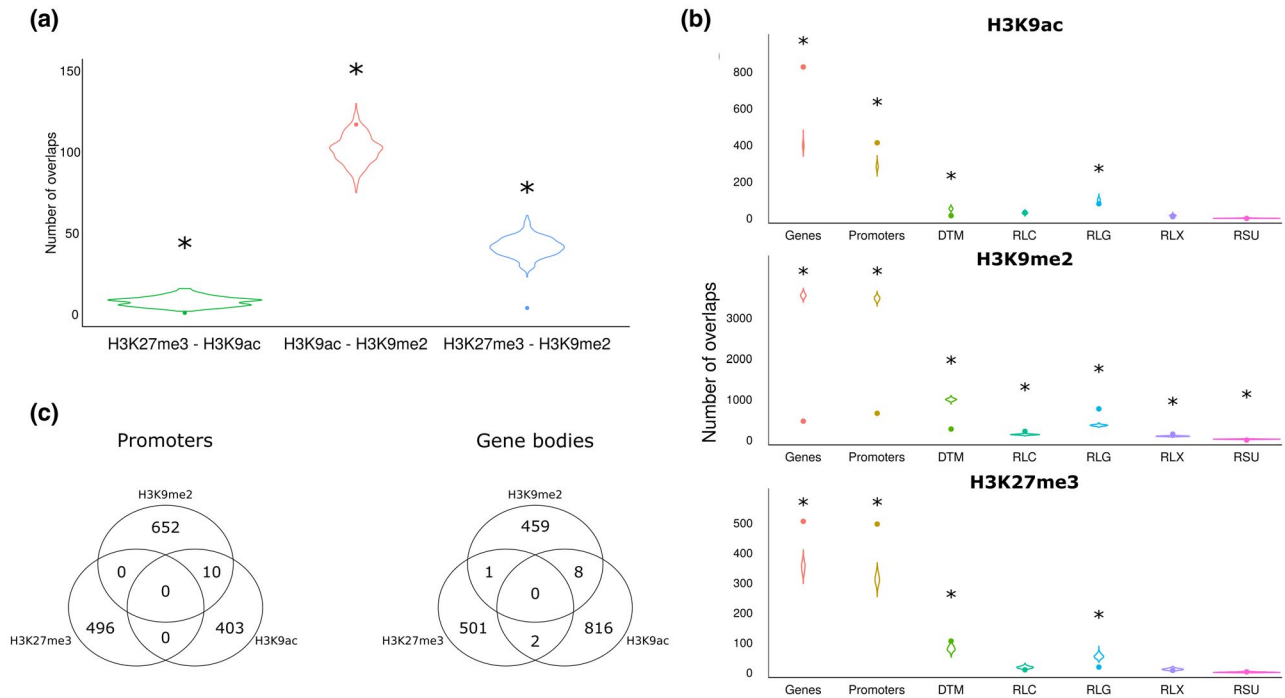 (a)
Number of overlaps
150
100
50
0
*
*
*
H3K27me3 - H3K9ac
H3K9ac - H3K9me2
H3K27me3 - H3K9me2
(b)
H3K9ac
800
600
400
200
0
*
*
*
*
Genes
Promoters
DTM
RLC
RLG
RLX
RSU
H3K9me2
Number of overlaps
3000
2000
1000
0
*
*
*
*
*
*
*
Genes
Promoters
DTM
RLC
RLG
RLX
RSU
H3K27me3
500
400
300
200
100
0
*
*
*
*
Genes
Promoters
DTM
RLC
RLG
RLX
RSU
(c)
Promoters
H3K9me2
652
0
10
0
496
403
0
H3K27me3
H3K9ac
Gene bodies
H3K9me2
459
1
8
0
501
816
2
H3K27me3
H3K9ac